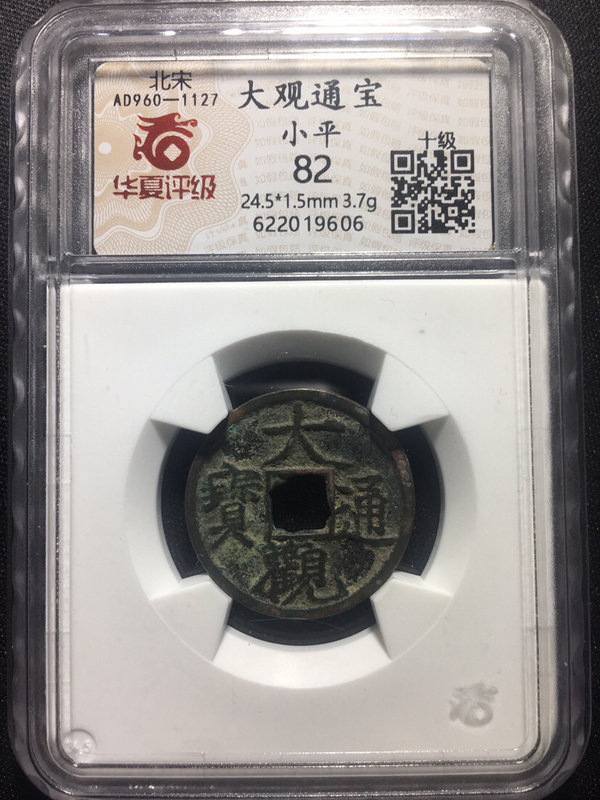 北宋
AD960—1127
华夏评级
大观通宝
小平
82
24.5*1.5mm 3.7g
622019606
十级
大觀通寶